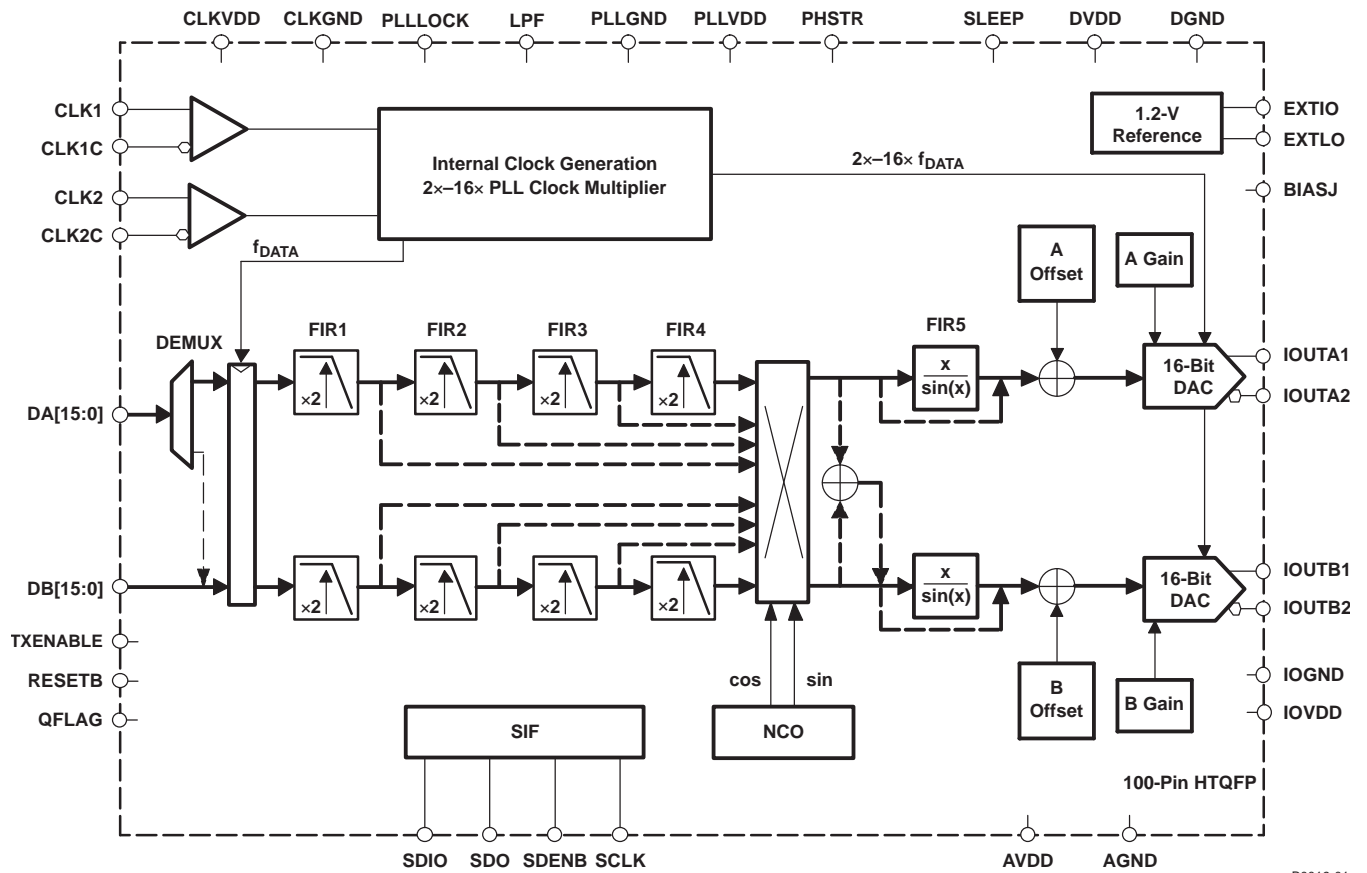 CLKVDD CLKGND PLLLOCK LPF PLLGND PLLVDD PHSTR SLEEP DVDD DGND
CLK1
CLK1C
CLK2
CLK2C
Internal Clock Generation
2×–16× PLL Clock Multiplier
2×–16× fDATA
fDATA
1.2-V
Reference
EXTIO
EXTLO
BIASJ
A
Offset
A Gain
DEMUX
FIR1 FIR2 FIR3 FIR4 FIR5
×2 ×2 ×2 ×2
x
sin(x)
16-Bit
DAC
IOUTA1
IOUTA2
DA[15:0]
DB[15:0]
×2 ×2 ×2 ×2
x
sin(x)
16-Bit
DAC
IOUTB1
IOUTB2
TXENABLE
RESETB
QFLAG
cos sin
SIF
NCO
B
Offset
B Gain
IOGND
IOVDD
100-Pin HTQFP
SDIO SDO SDENB SCLK AVDD AGND